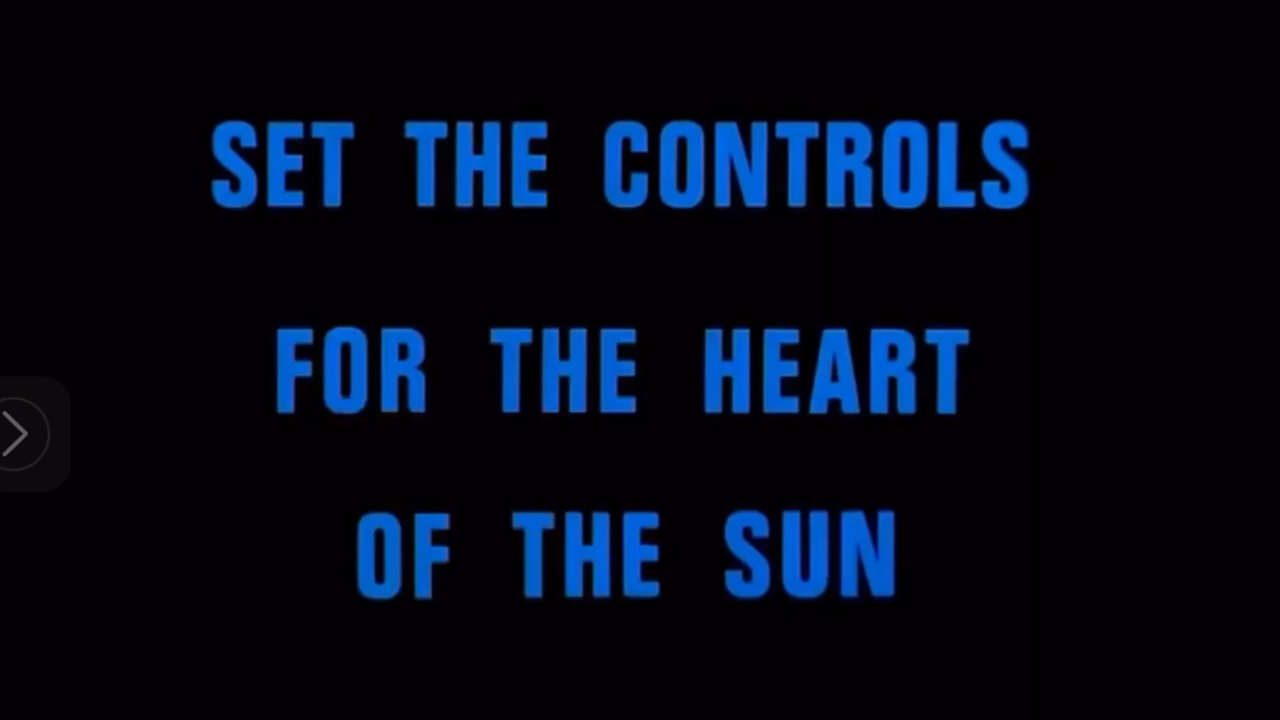 SET THE CONTROLS
FOR THE HEART
OF THE SUN